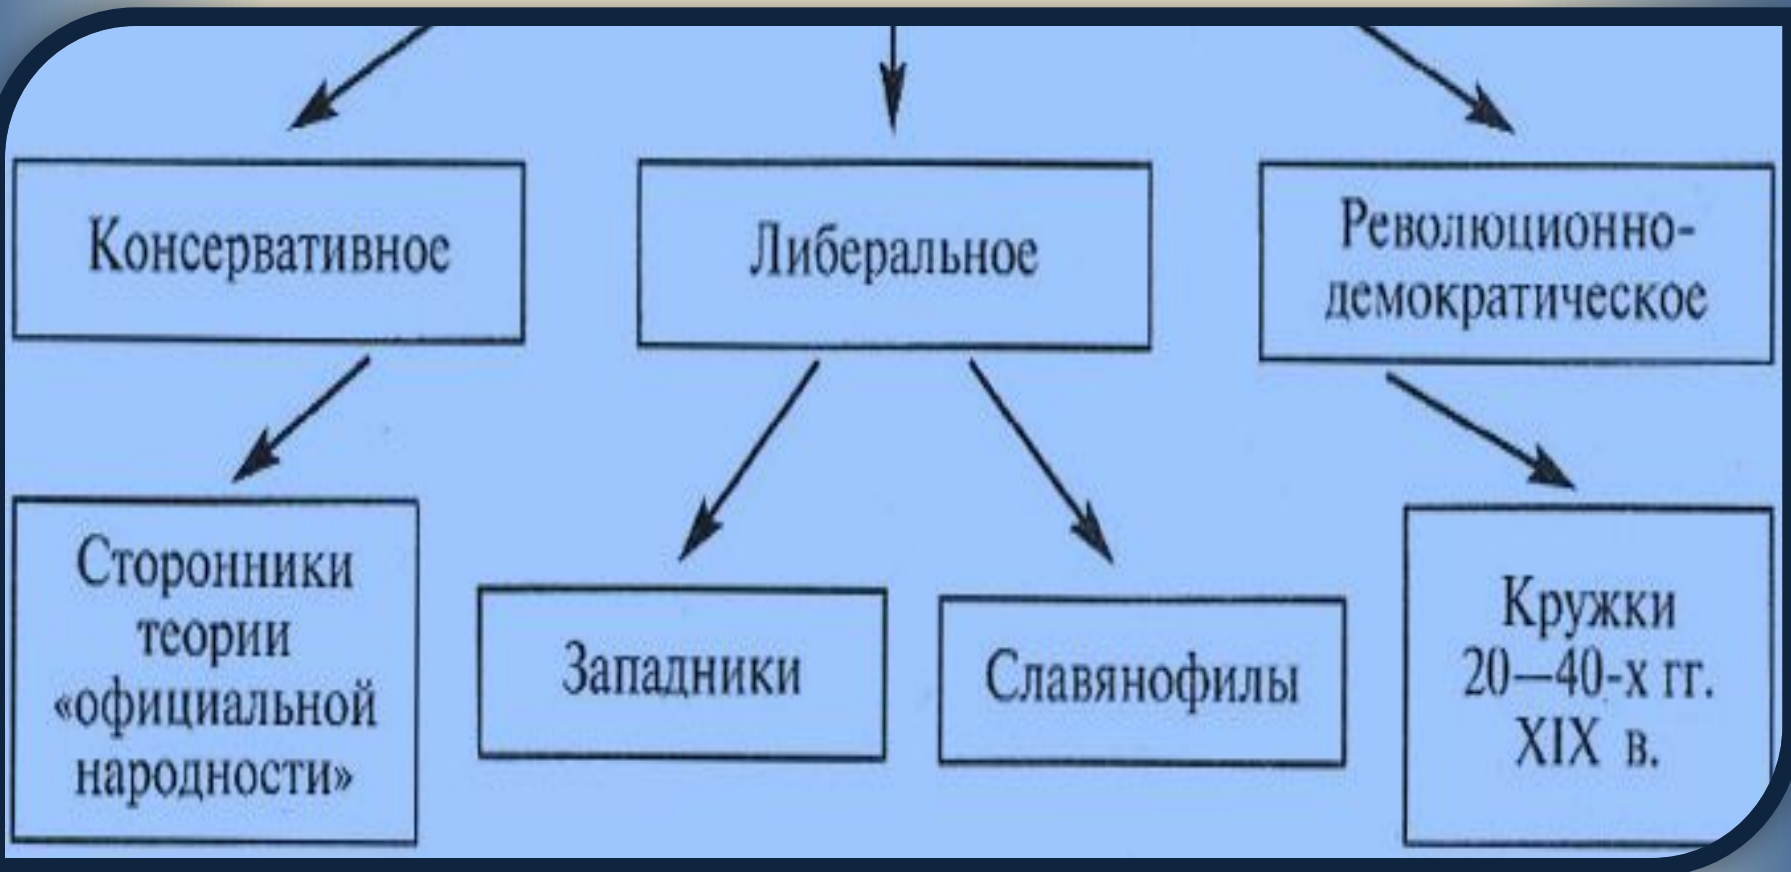 Консервативное
Либеральное
Революционно-
демократическое
Сторонники
теории
«официальной
народности»
Западники
Славянофилы
Кружки
20—40-х гг.
XIX в.